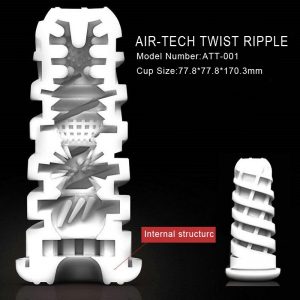 AIR-TECH TWIST RIPPLE
Model Number:ATT-001
Cup Size:77.8*77.8*170.3mm
Internal structurc